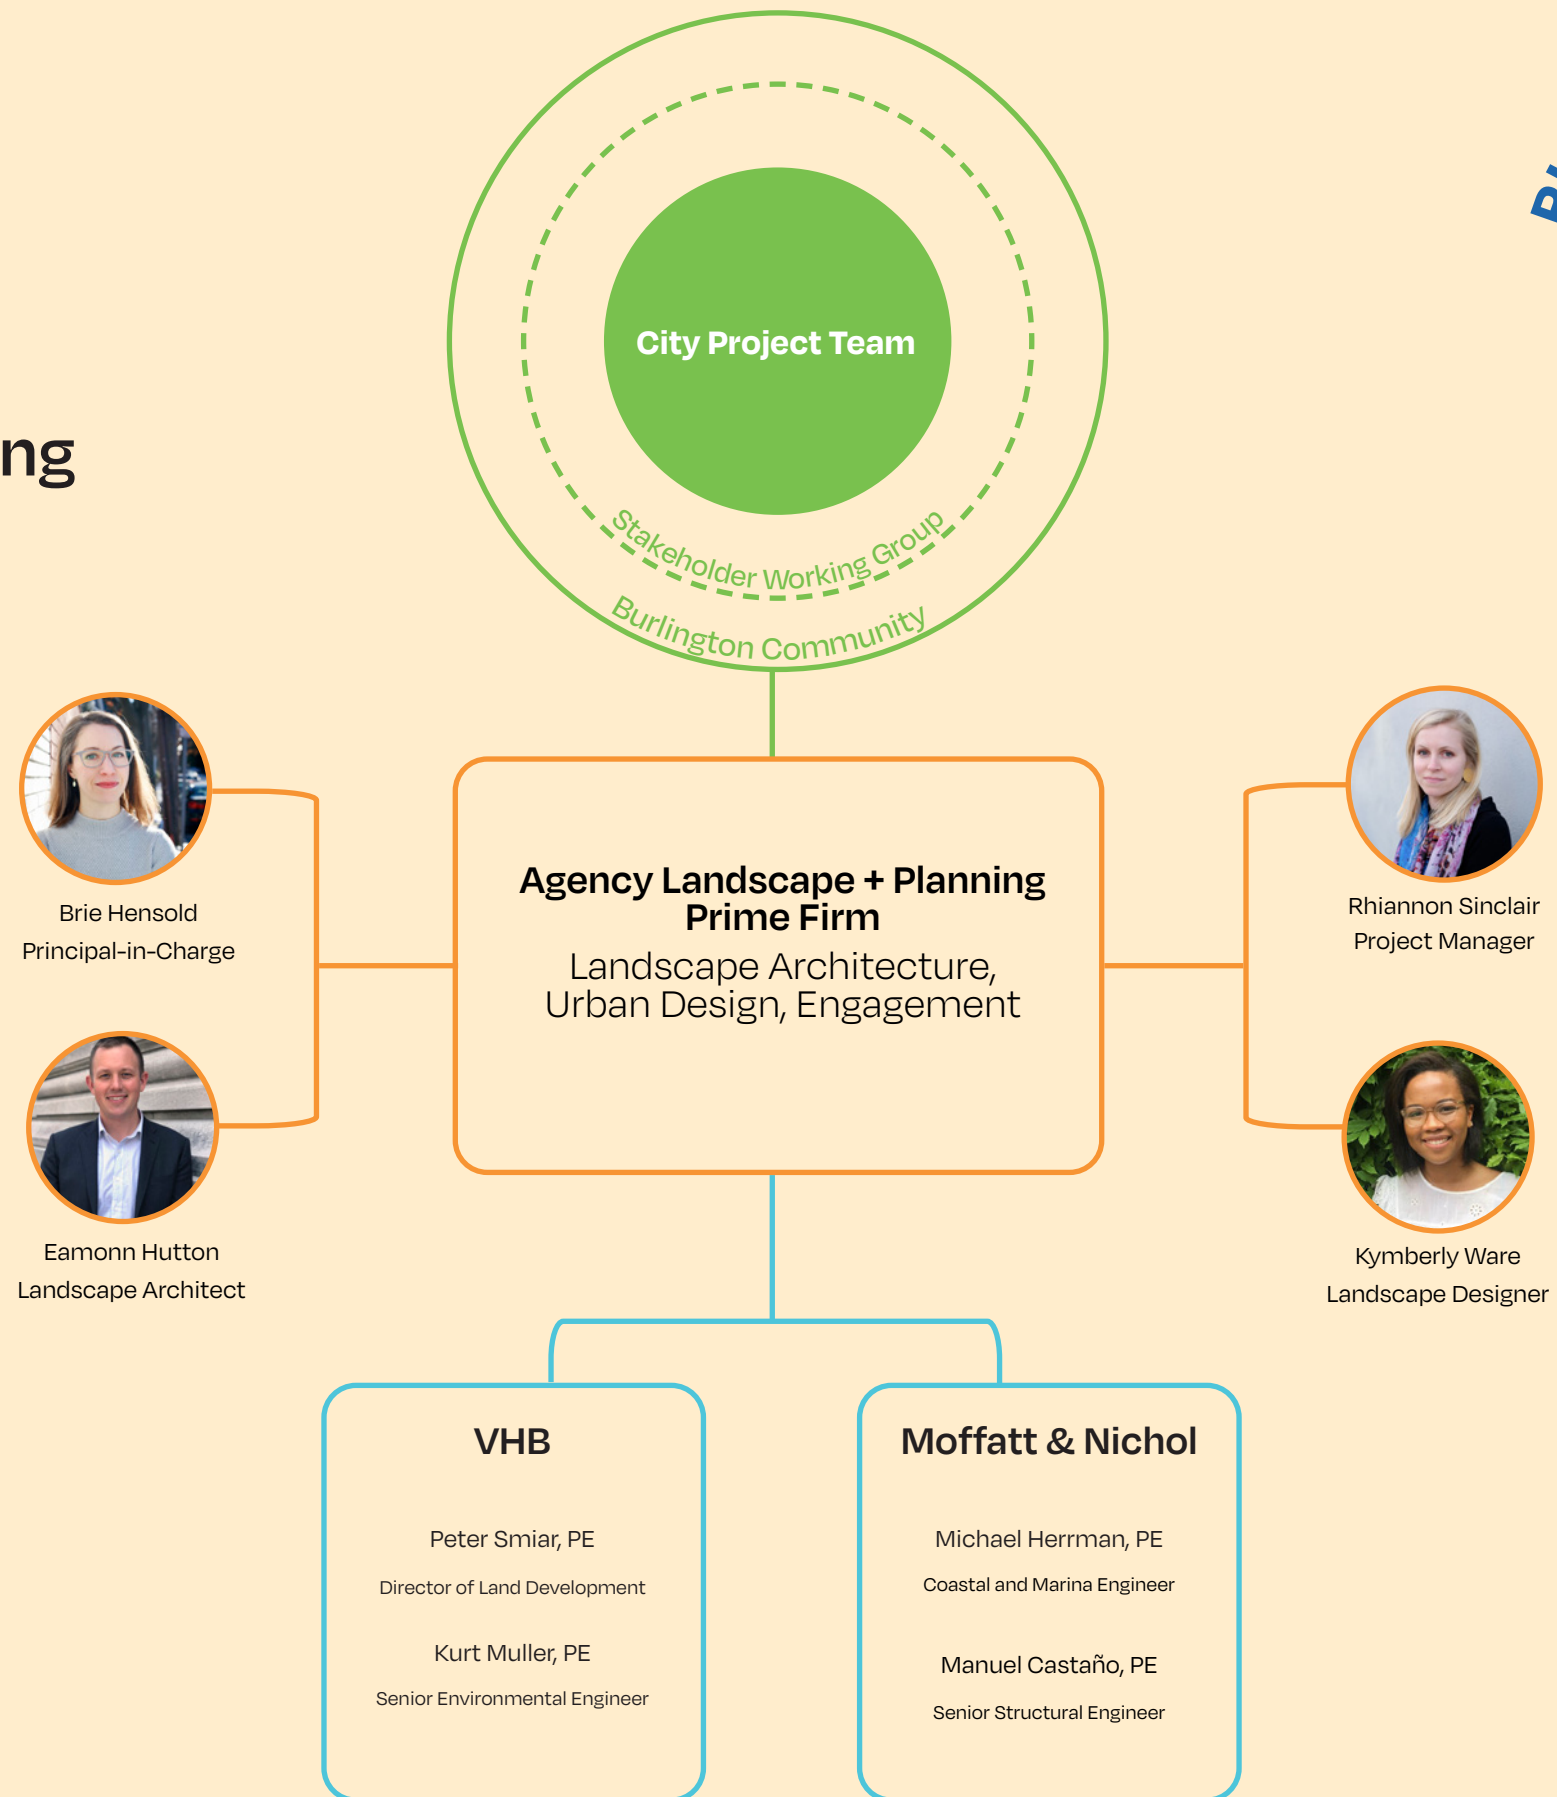 City Project Team
ng
Stakeholder Working Group
Burlington Community
Brie Hensold
Principal-in-Charge
Eamonn Hutton
Landscape Architect
Agency Landscape + Planning
Prime Firm
Landscape Architecture,
Urban Design, Engagement
Rhiannon Sinclair
Project Manager
Kymberly Ware
Landscape Designer
VHB
Peter Smiar, PE
Director of Land Development
Kurt Muller, PE
Senior Environmental Engineer
Moffatt & Nichol
Michael Herrman, PE
Coastal and Marina Engineer
Manuel Castaño, PE
Senior Structural Engineer